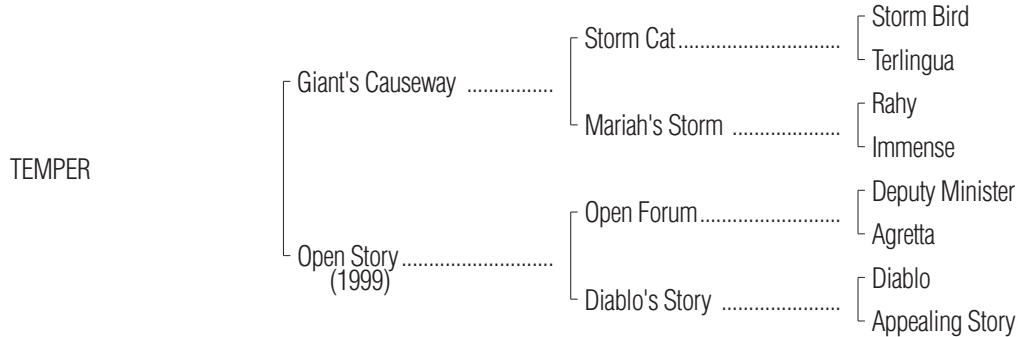 Storm Bird
Storm Cat..............................
Terlingua
Giant's Causeway ................
Rahy
Mariah's Storm ....................
Immense
TEMPER
Deputy Minister
Open Forum..........................
Agretta
Open Story............................
(1999)
Diablo
Diablo's Story ......................
Appealing Story